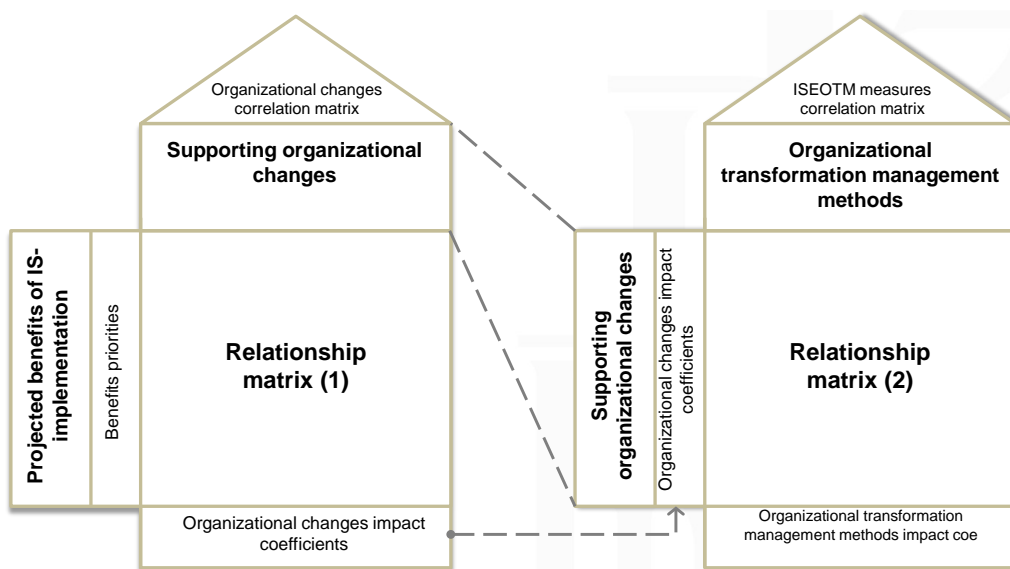 Organizational changes
correlation matrix
Supporting organizational
changes
Projected benefits of IS-
implementation
Benefits priorities
Relationship
matrix (1)
Organizational changes impact
coefficients
ISEOTM measures
correlation matrix
Organizational
transformation management
methods
Supporting
organizational changes
Organizational changes impact
coefficients
Relationship
matrix (2)
Organizational transformation
management methods impact coe